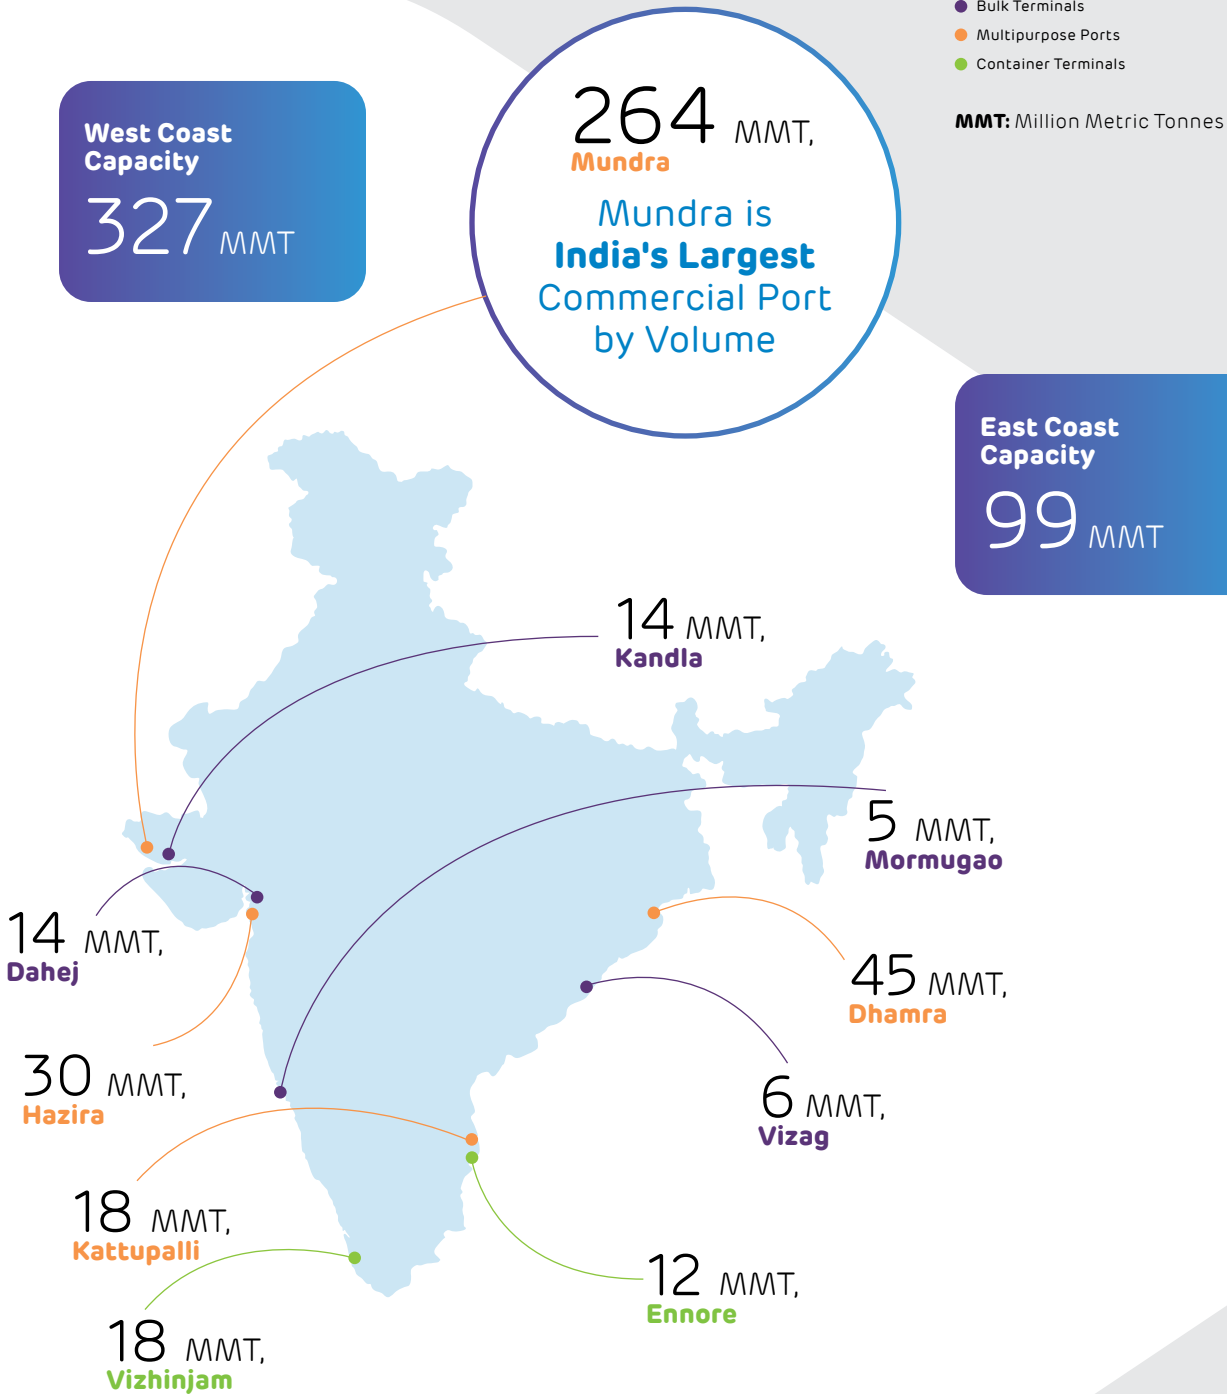 Bulk Terminals
Multipurpose Ports
Container Terminals
MMT: Million Metric Tonnes
West Coast
Capacity
327 MMT
264 MMT,
Mundra
Mundra is
India's Largest
Commercial Port
by Volume
East Coast
Capacity
99 MMT
14 MMT,
Kandla
5 MMT,
Mormugao
14 MMT,
Dahej
45 MMT,
Dhamra
30 MMT,
Hazira
6 MMT,
Vizag
18 MMT,
Kattupalli
12 MMT,
Ennore
18 MMT,
Vizhinjam